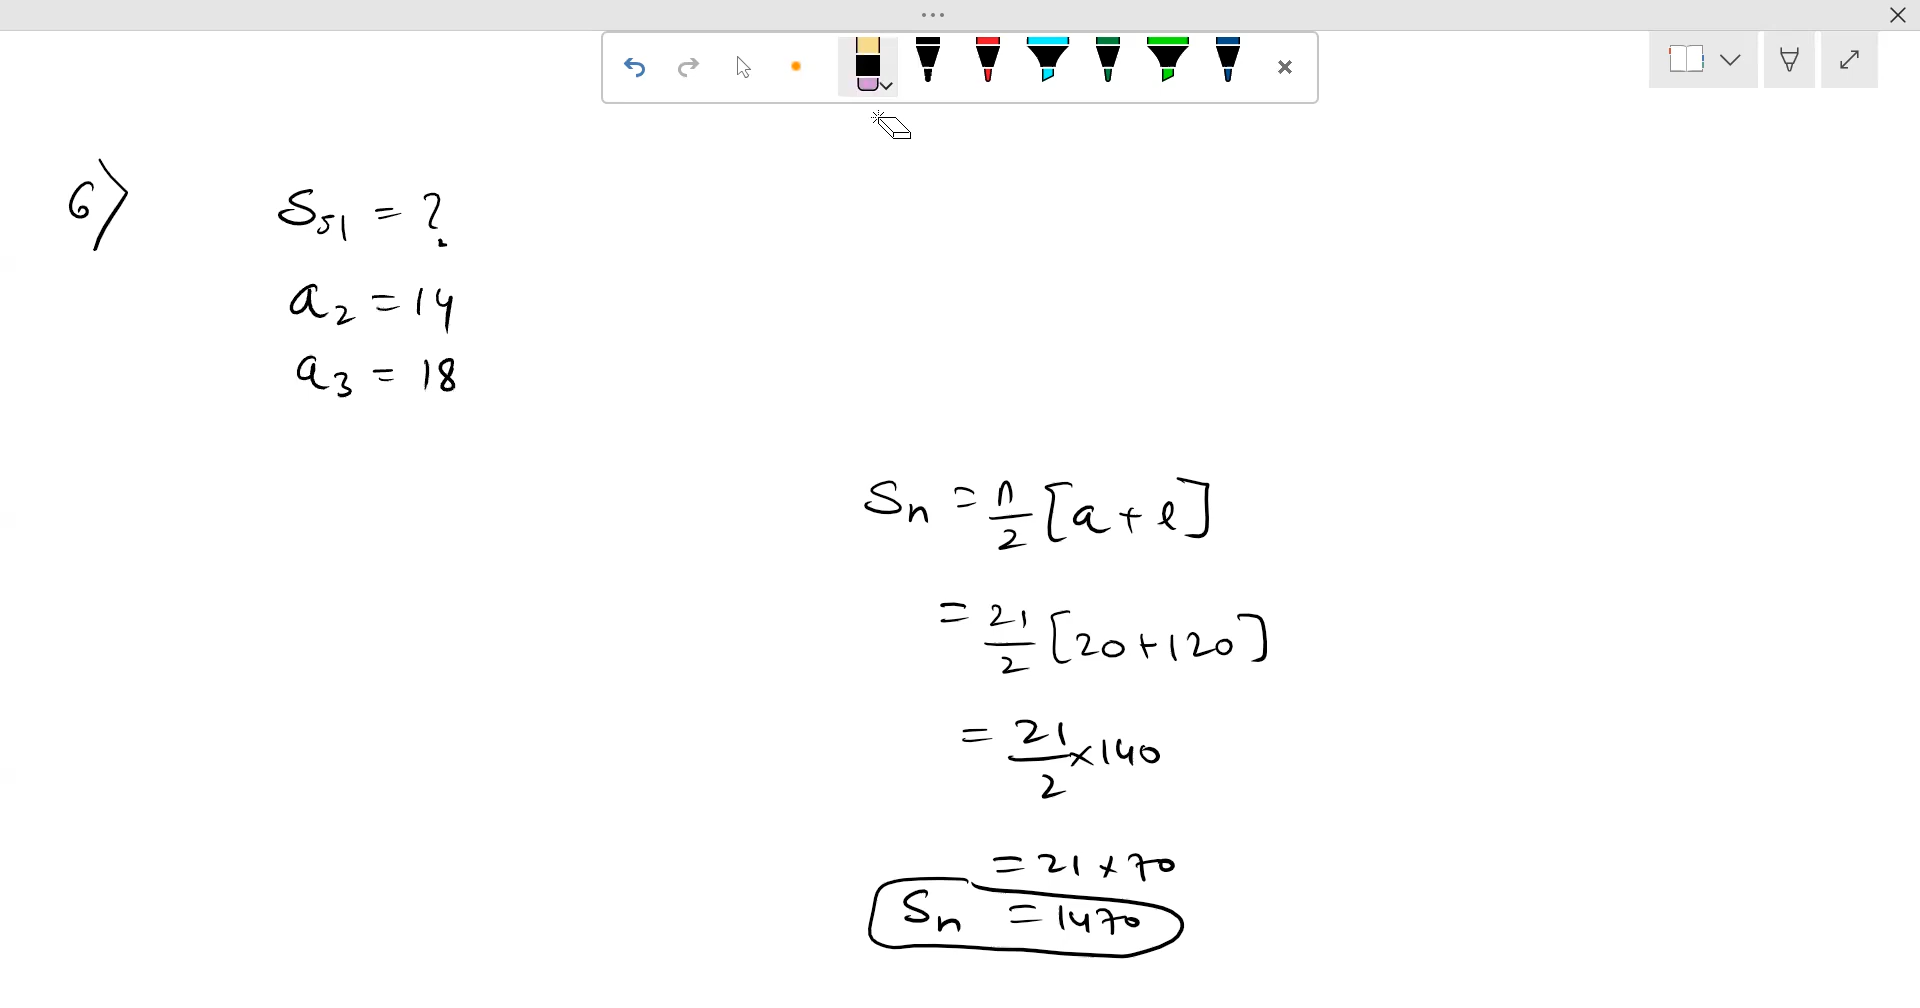 6)
S₅₁ = ?
a₂ = 14
a₃ = 18
Sₙ = n/2 [a + l]
= 21/2 [20 + 120]
= 21/2 × 140
= 21 × 70
Sₙ = 1470